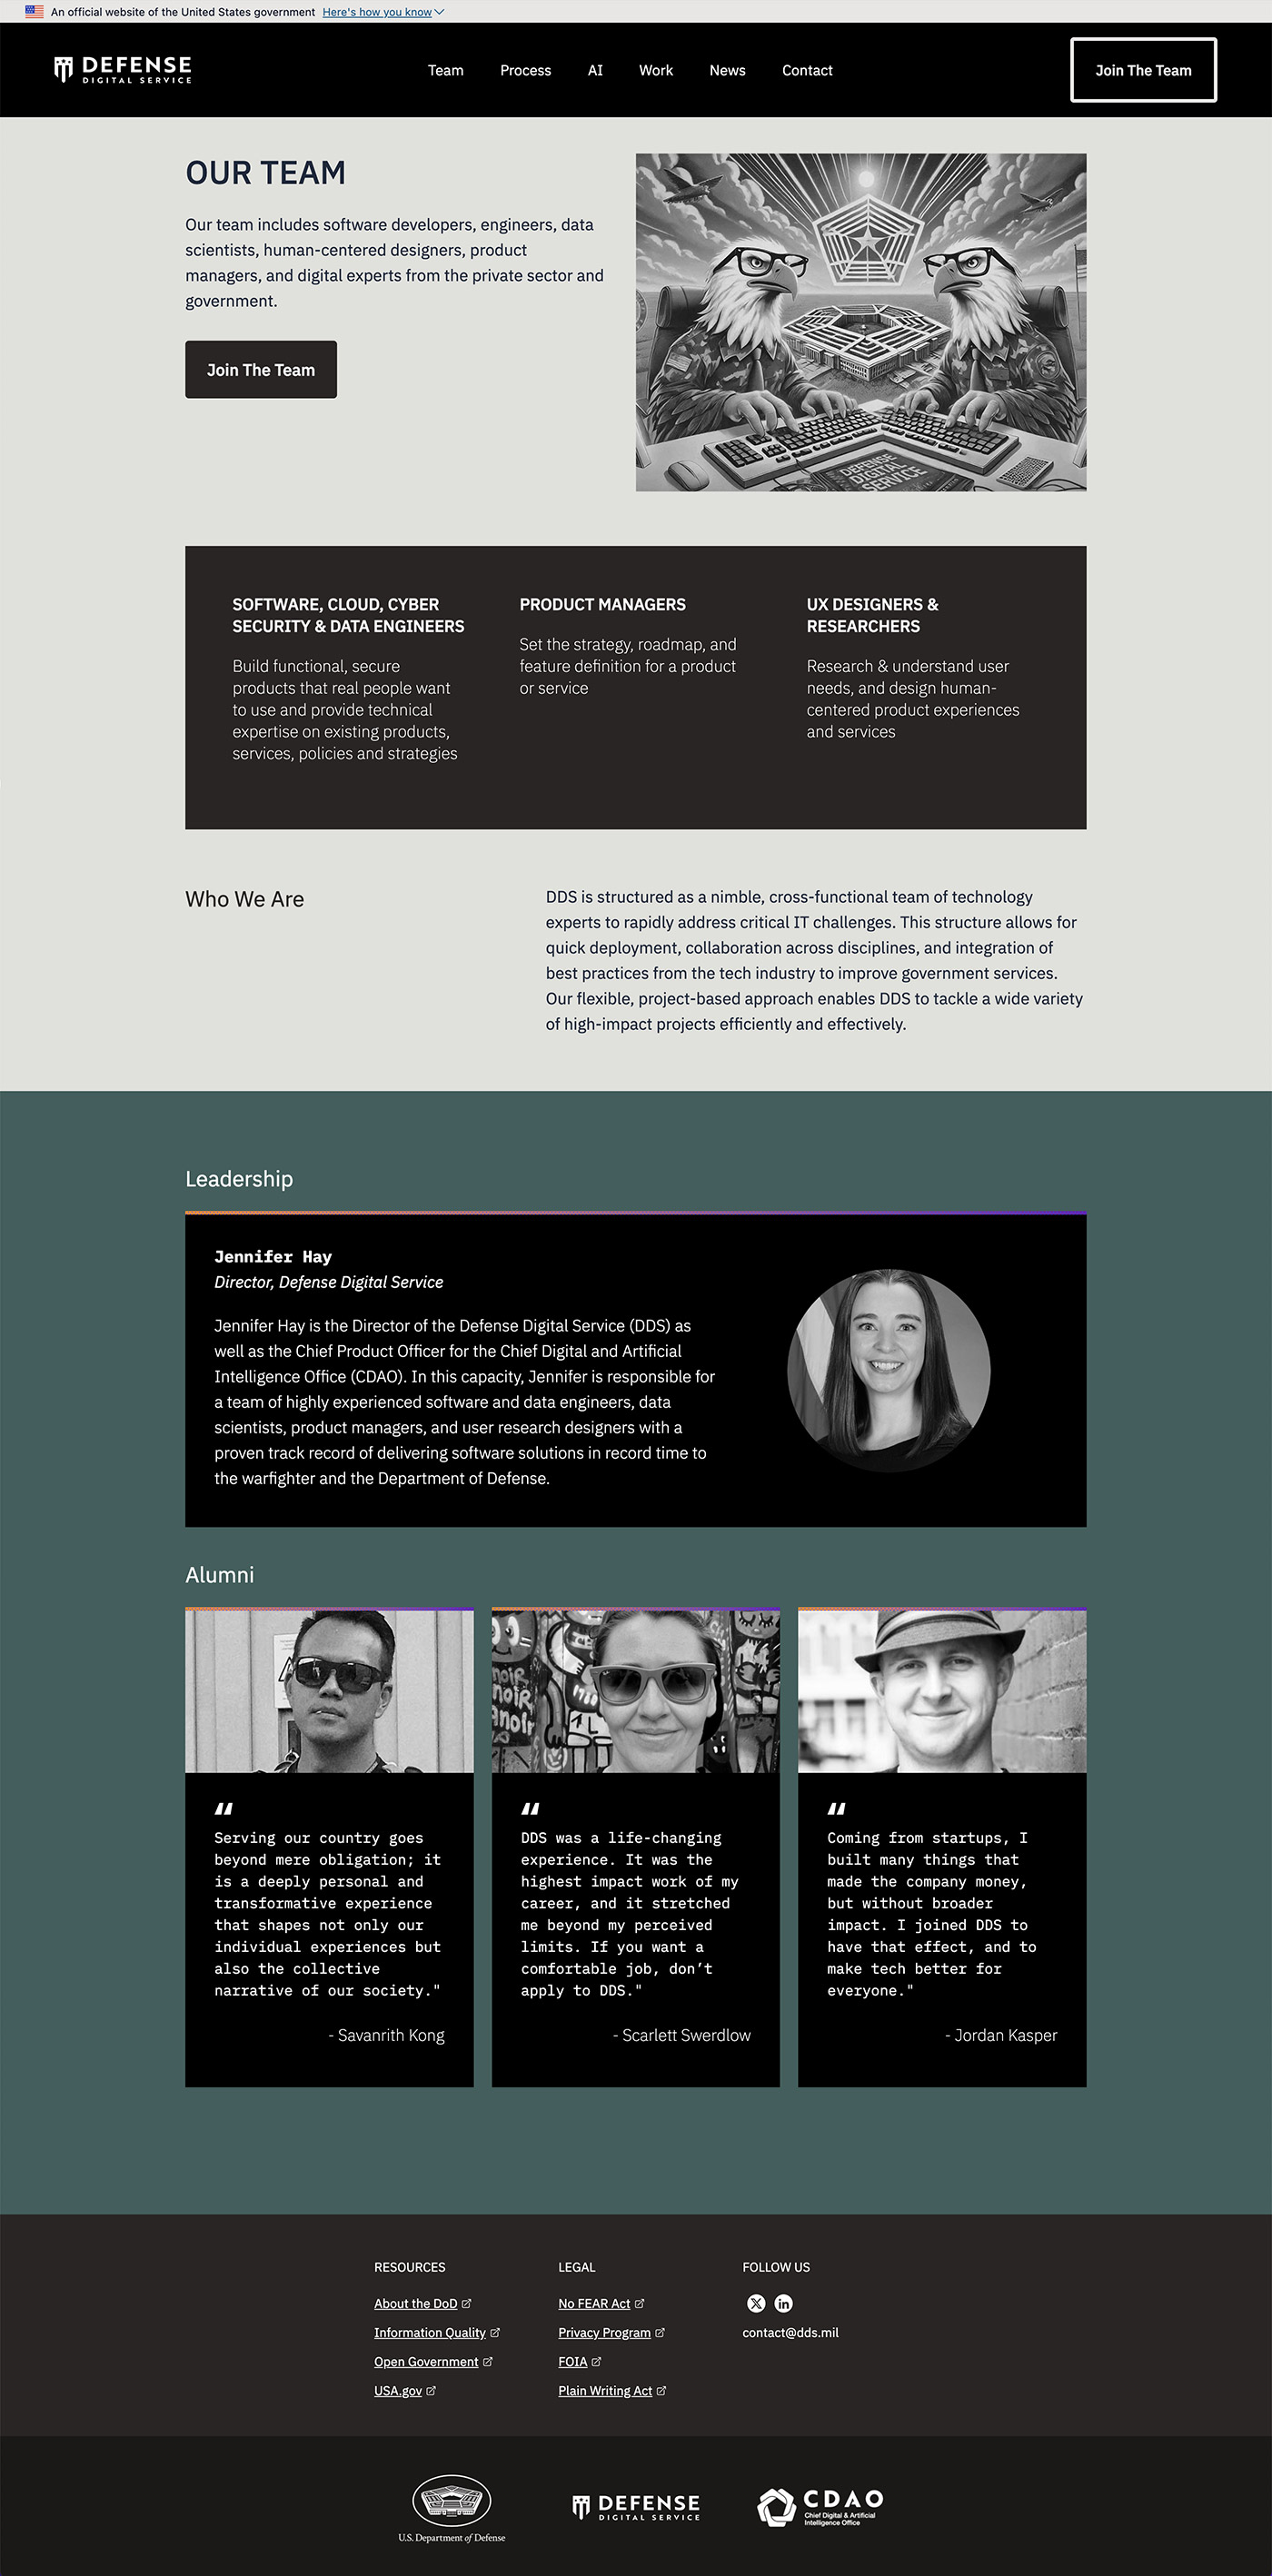 An official website of the United States government Here's how you know
DEFENSE
DIGITAL SERVICE
Team Process AI Work News Contact
Join The Team
OUR TEAM
Our team includes software developers, engineers, data
scientists, human-centered designers, product
managers, and digital experts from the private sector and
government.
Join The Team
DEFENSE
DIGITAL
SERVICE
SOFTWARE, CLOUD, CYBER
SECURITY & DATA ENGINEERS
Build functional, secure
products that real people want
to use and provide technical
expertise on existing products,
services, policies and strategies
PRODUCT MANAGERS
Set the strategy, roadmap, and
feature definition for a product
or service
UX DESIGNERS &
RESEARCHERS
Research & understand user
needs, and design human-
centered product experiences
and services
Who We Are
DDS is structured as a nimble, cross-functional team of technology
experts to rapidly address critical IT challenges. This structure allows for
quick deployment, collaboration across disciplines, and integration of
best practices from the tech industry to improve government services.
Our flexible, project-based approach enables DDS to tackle a wide variety
of high-impact projects efficiently and effectively.
Leadership
Jennifer Hay
Director, Defense Digital Service
Jennifer Hay is the Director of the Defense Digital Service (DDS) as
well as the Chief Product Officer for the Chief Digital and Artificial
Intelligence Office (CDAO). In this capacity, Jennifer is responsible for
a team of highly experienced software and data engineers, data
scientists, product managers, and user research designers with a
proven track record of delivering software solutions in record time to
the warfighter and the Department of Defense.
Alumni
"
Serving our country goes
beyond mere obligation; it
is a deeply personal and
transformative experience
that shapes not only our
individual experiences but
also the collective
narrative of our society."
- Savanrith Kong
"
DDS was a life-changing
experience. It was the
highest impact work of my
career, and it stretched
me beyond my perceived
limits. If you want a
comfortable job, don’t
apply to DDS."
- Scarlett Swerdlow
"
Coming from startups, I
built many things that
made the company money,
but without broader
impact. I joined DDS to
have that effect, and to
make tech better for
everyone."
- Jordan Kasper
RESOURCES
About the DoD
Information Quality
Open Government
USA.gov
LEGAL
No FEAR Act
Privacy Program
FOIA
Plain Writing Act
FOLLOW US
X in
contact@dds.mil
U.S. Department of Defense
DEFENSE
DIGITAL SERVICE
CDAO
Chief Digital & Artificial
Intelligence Office